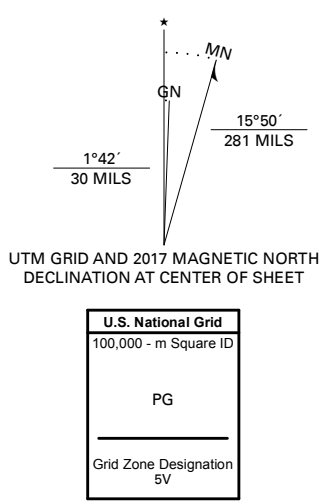 ★
MN
GN
15°50´
281 MILS
1°42´
30 MILS
UTM GRID AND 2017 MAGNETIC NORTH
DECLINATION AT CENTER OF SHEET
U.S. National Grid
100,000 - m Square ID
PG
Grid Zone Designation
5V